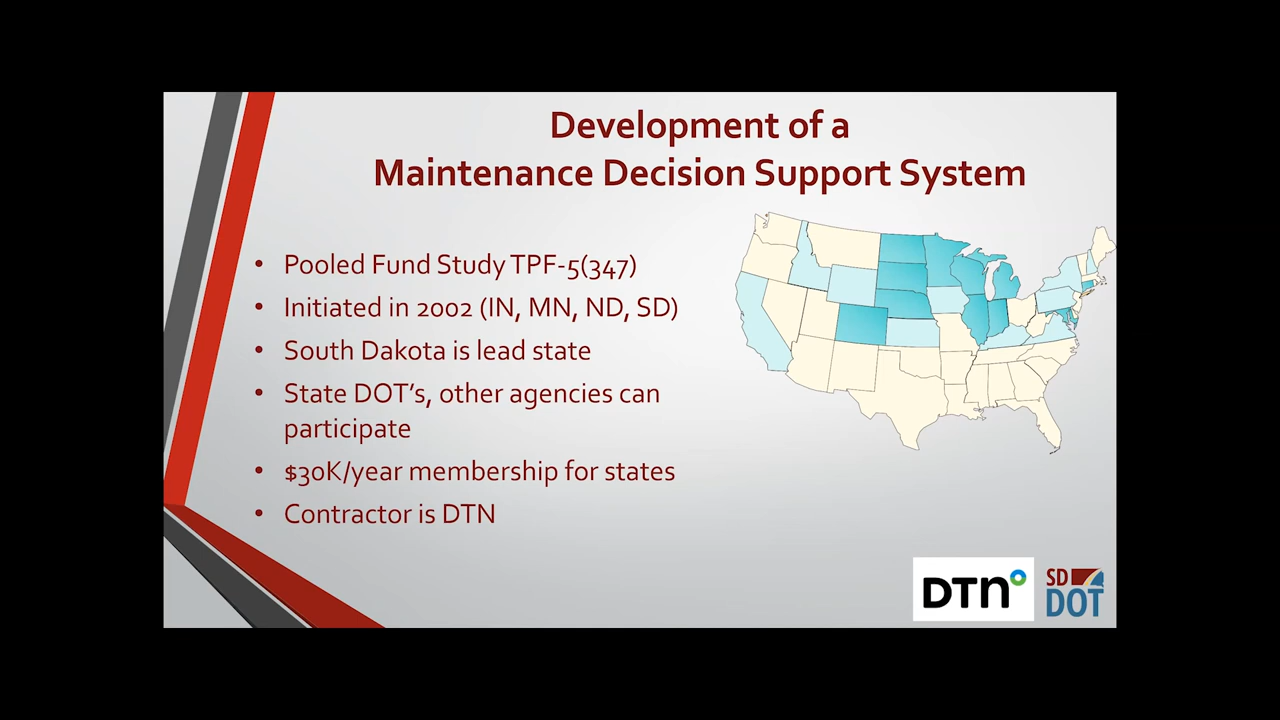 Development of a
Maintenance Decision Support System
• Pooled Fund Study TPF-5(347)
• Initiated in 2002 (IN, MN, ND, SD)
• South Dakota is lead state
• State DOT’s, other agencies can
participate
• $30K/year membership for states
• Contractor is DTN
DTN
SD
DOT